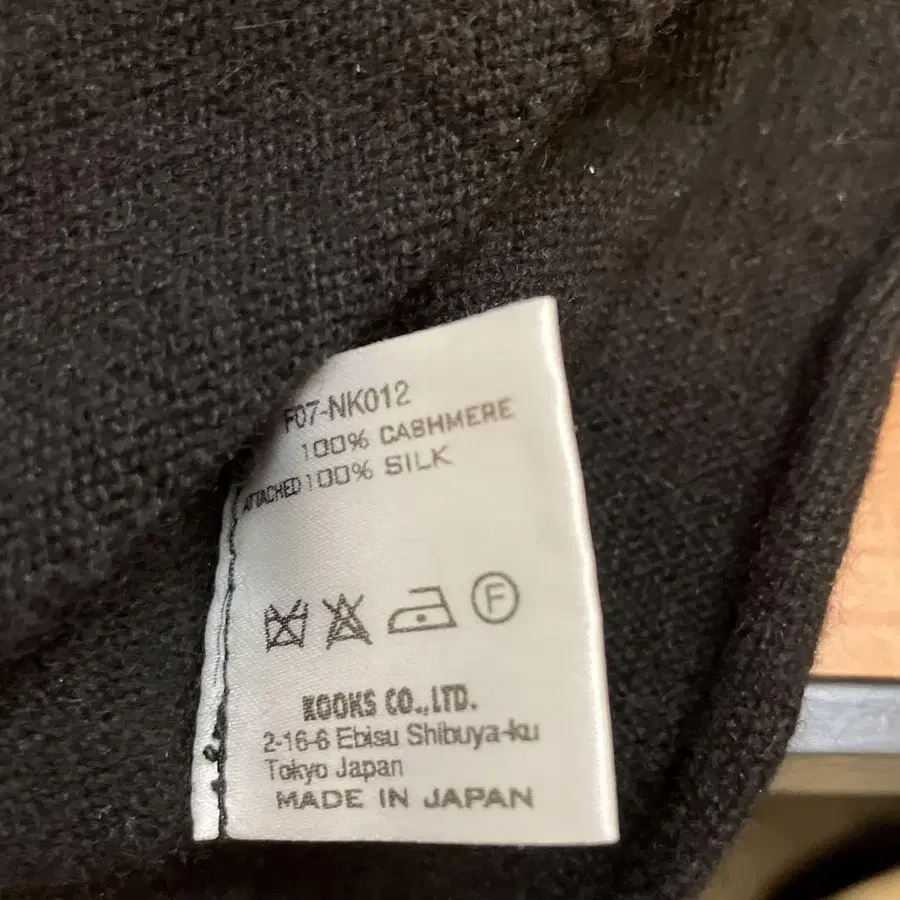 F07-NK012
100% CASHMERE
ATTACHED 100% SILK
F
KOOKS CO.,LTD.
2-16-6 Ebisu Shibuya-ku
Tokyo Japan
MADE IN JAPAN